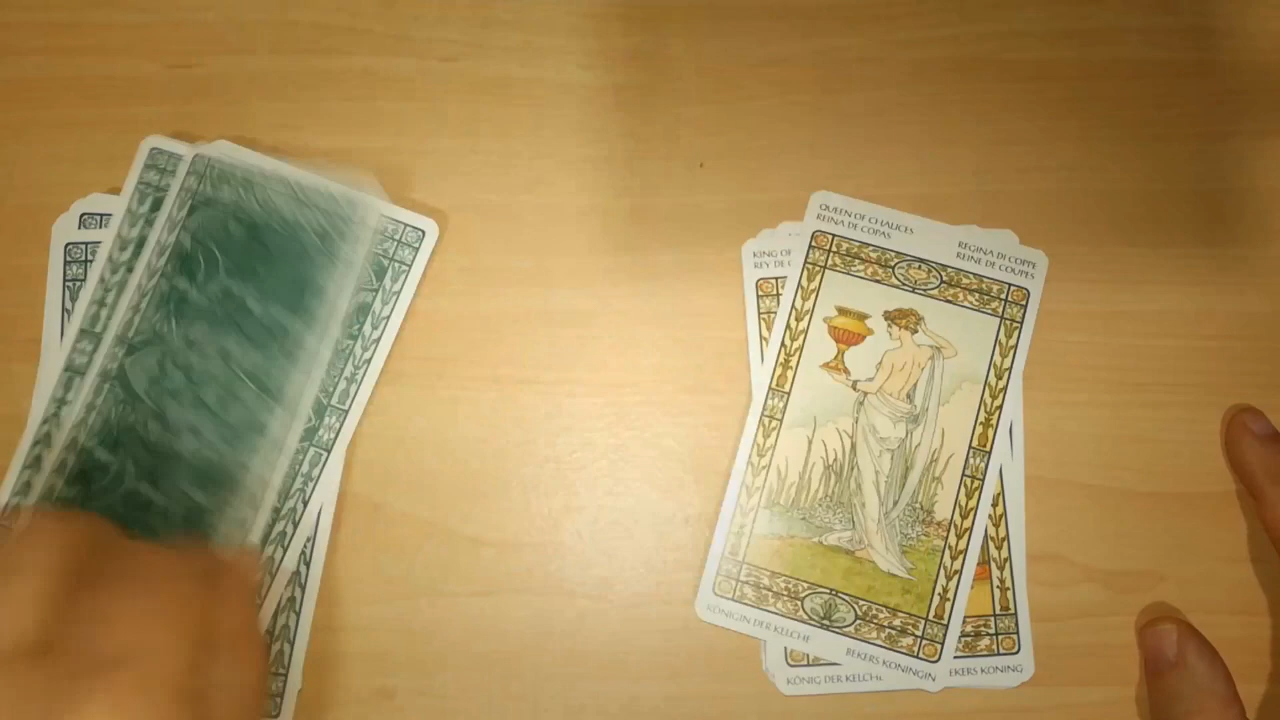 QUEEN OF CHALICES
REINA DE COPAS
REGINA DI COPPE
REINE DE COUPES
KING OF
REY DE
KÖNIGIN DER KELCHE
BEKERS KONINGIN
KÖNIG DER KELCH
EKERS KONING